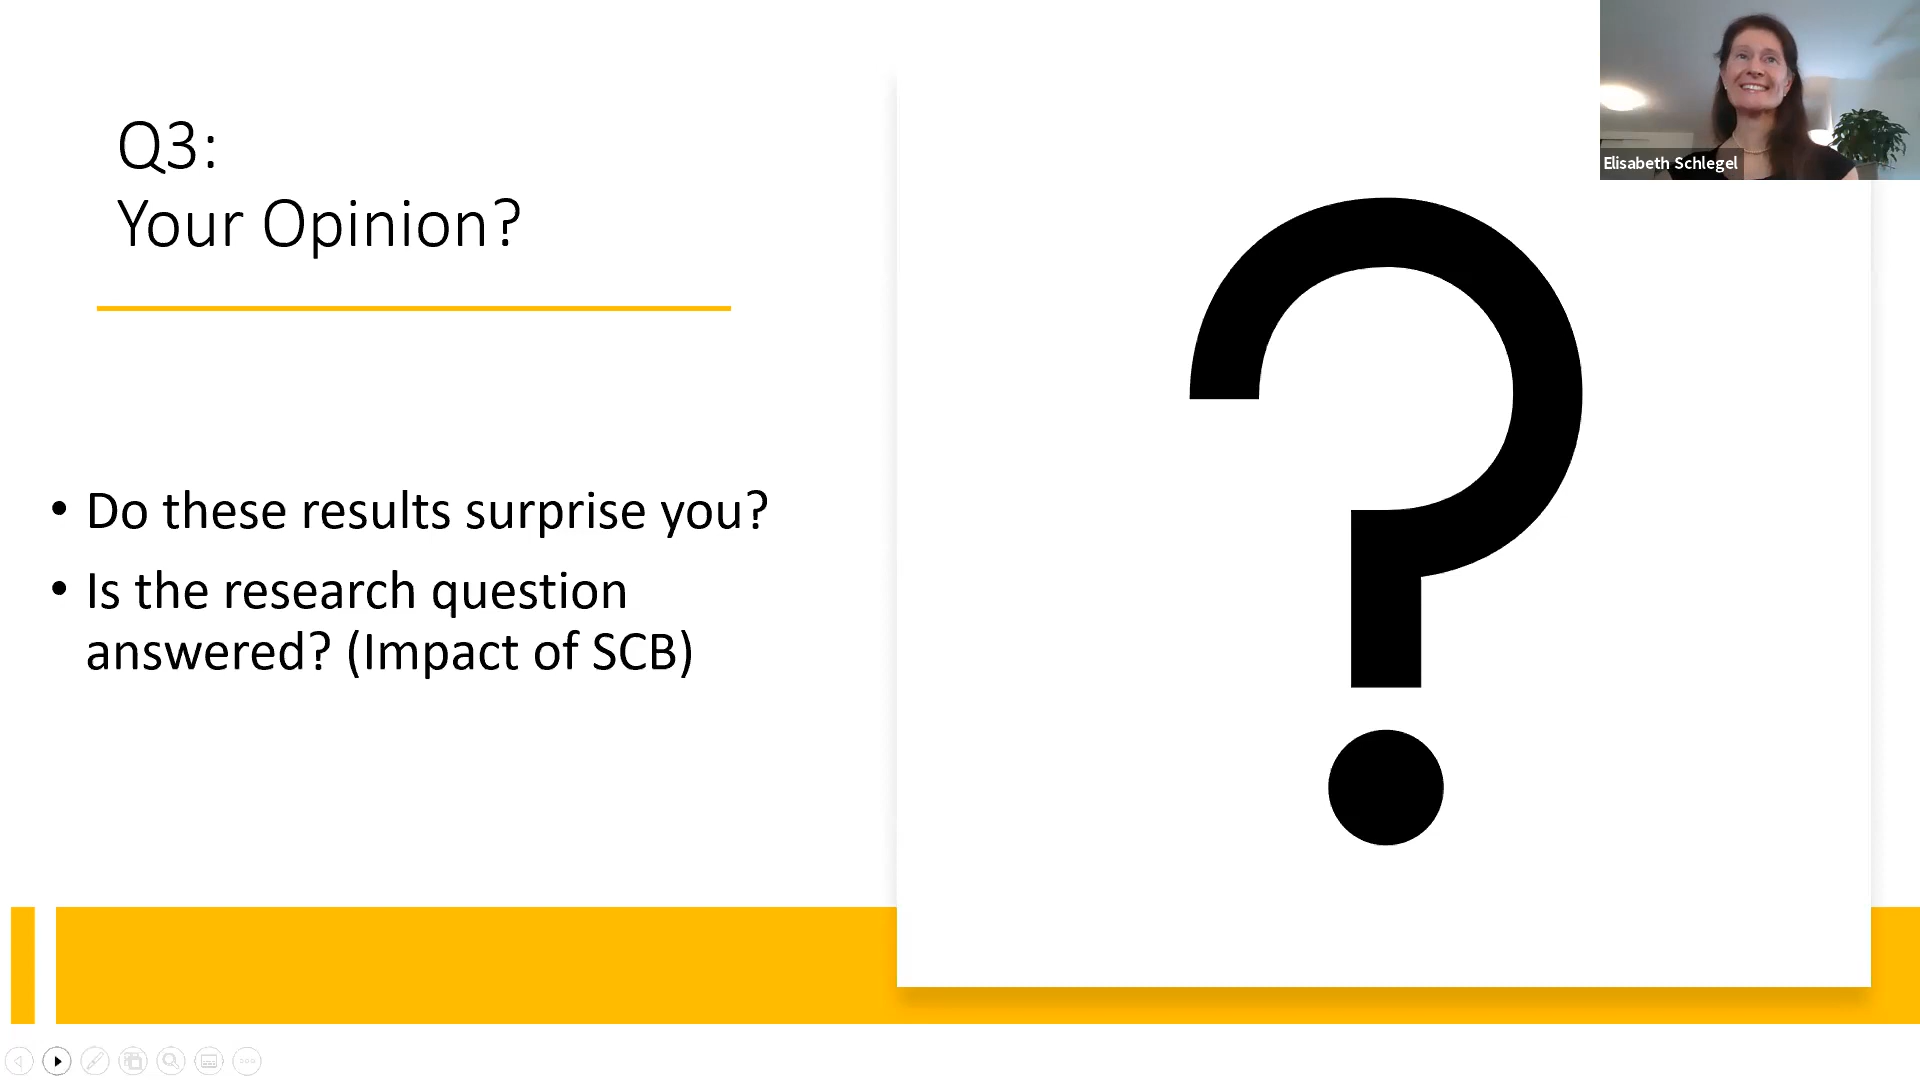 Q3:
Your Opinion?
• Do these results surprise you?
• Is the research question
answered? (Impact of SCB)
?
Elisabeth Schlegel